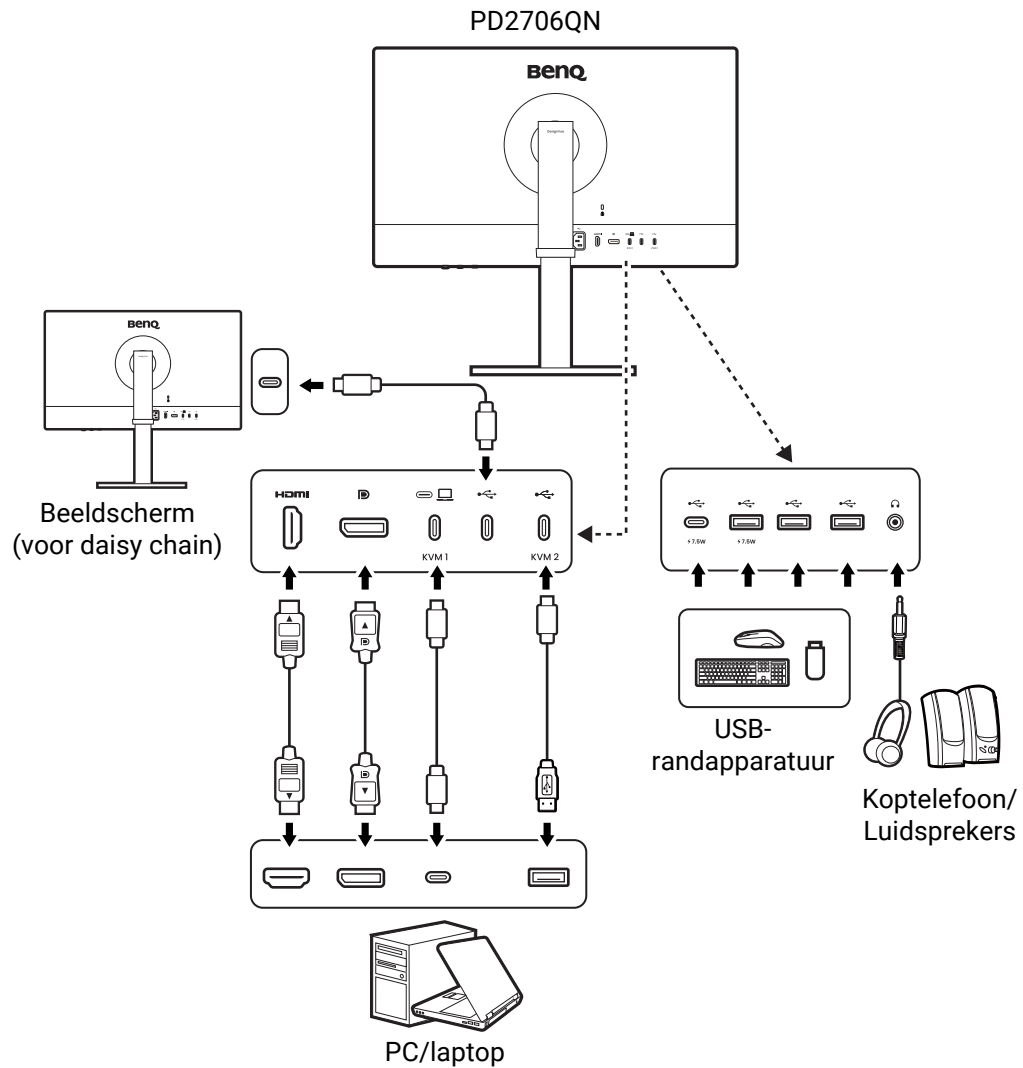 PD2706QN
BenQ
BenQ
Beeldscherm
(voor daisy chain)
HDMI
KVM 1
KVM 2
7.5W
7.5W
USB-
randapparatuur
Koptelefoon/
Luidsprekers
PC/laptop